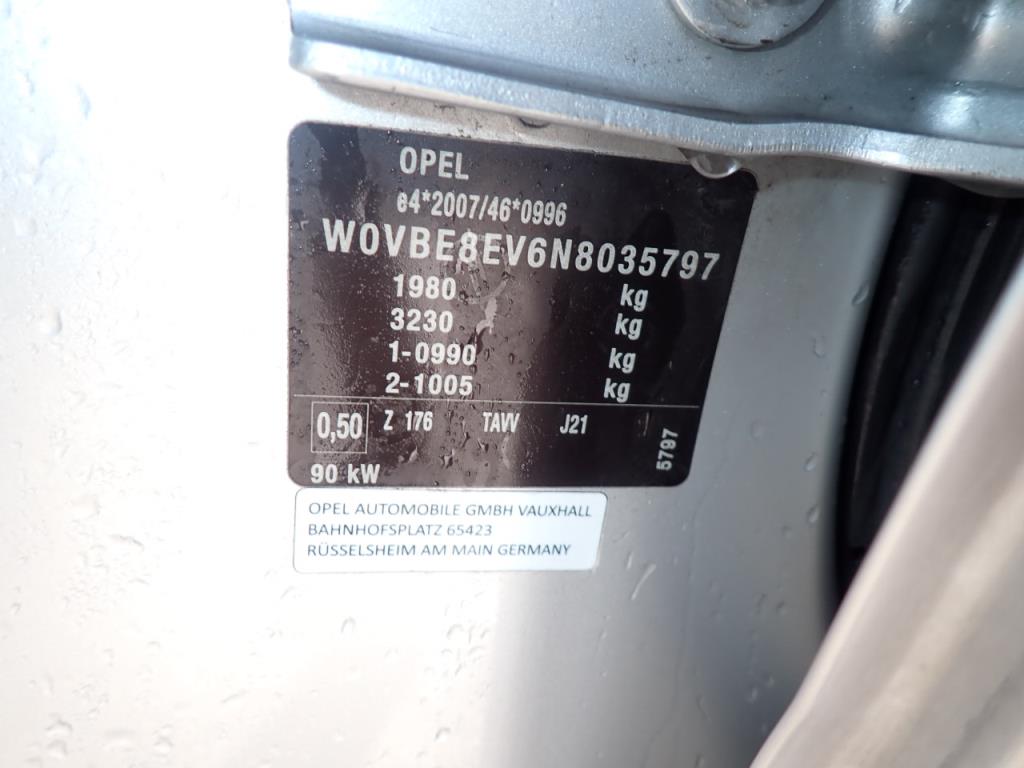 OPEL
e4*2007/46*0996
W0VBE8EV6N8035797
1980 kg
3230 kg
1-0990 kg
2-1005 kg
0,50 Z 176 TAVV J21
5797
90 kW
OPEL AUTOMOBILE GMBH VAUXHALL
BAHNHOFSPLATZ 65423
RÜSSELSHEIM AM MAIN GERMANY